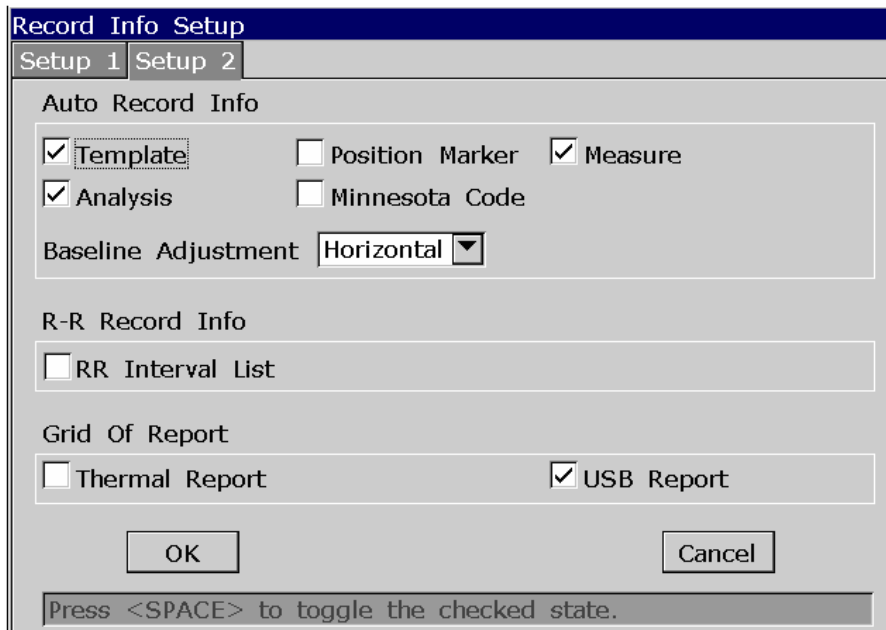 Record Info Setup
Setup 1 Setup 2
Auto Record Info
Template Position Marker Measure
Analysis Minnesota Code
Baseline Adjustment Horizontal
R-R Record Info
RR Interval List
Grid Of Report
Thermal Report USB Report
OK Cancel
Press <SPACE> to toggle the checked state.